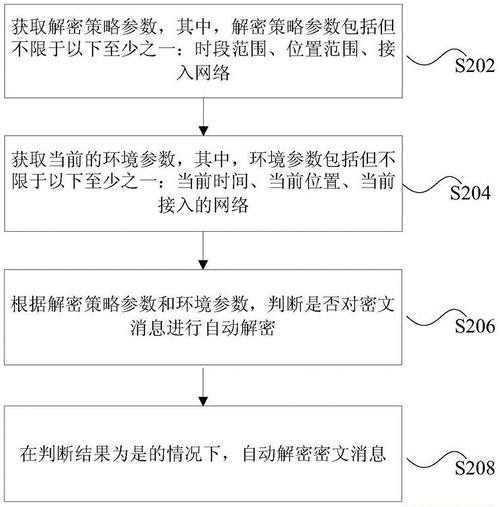 获取解密策略参数，其中，解密策略参数包括但
不限于以下至少之一：时段范围、位置范围、接
入网络
S202
获取当前的环境参数，其中，环境参数包括但不
限于以下至少之一：当前时间、当前位置、当前
接入的网络
S204
根据解密策略参数和环境参数，判断是否对密文
消息进行自动解密
S206
在判断结果为是的情况下，自动解密密文消息
S208